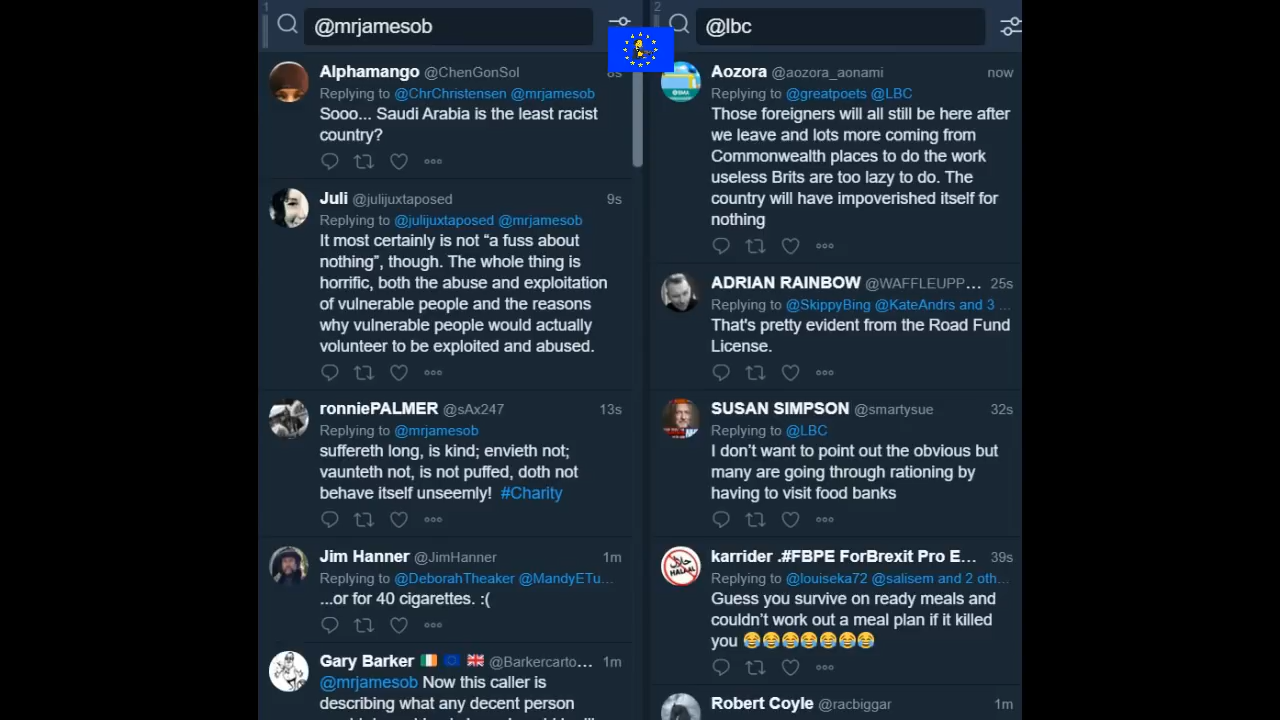 1
@mrjamesob
Alphamango @ChenGonSol 8s
Replying to @ChrChristensen @mrjamesob
Sooo... Saudi Arabia is the least racist
country?
Juli @julijuxtaposed 9s
Replying to @julijuxtaposed @mrjamesob
It most certainly is not “a fuss about
nothing”, though. The whole thing is
horrific, both the abuse and exploitation
of vulnerable people and the reasons
why vulnerable people would actually
volunteer to be exploited and abused.
ronniePALMER @sAx247 13s
Replying to @mrjamesob
suffereth long, is kind; envieth not;
vaunteth not, is not puffed, doth not
behave itself unseemly! #Charity
Jim Hanner @JimHanner 1m
Replying to @DeborahTheaker @MandyETu...
...or for 40 cigarettes. :(
Gary Barker 🇮🇪 🇪🇺 🇬🇧 @Barkercarto... 1m
@mrjamesob Now this caller is
describing what any decent person
2
@lbc
Aozora @aozora_aonami now
Replying to @greatpoets @LBC
Those foreigners will all still be here after
we leave and lots more coming from
Commonwealth places to do the work
useless Brits are too lazy to do. The
country will have impoverished itself for
nothing
ADRIAN RAINBOW @WAFFLEUPP... 25s
Replying to @SkippyBing @KateAndrs and 3 ...
That's pretty evident from the Road Fund
License.
SUSAN SIMPSON @smartysue 32s
Replying to @LBC
I don’t want to point out the obvious but
many are going through rationing by
having to visit food banks
karrider .#FBPE ForBrexit Pro E... 39s
Replying to @louiseka72 @salisem and 2 oth...
Guess you survive on ready meals and
couldn’t work out a meal plan if it killed
you 😂😂😂😂😂😂😂
Robert Coyle @racbiggar 1m